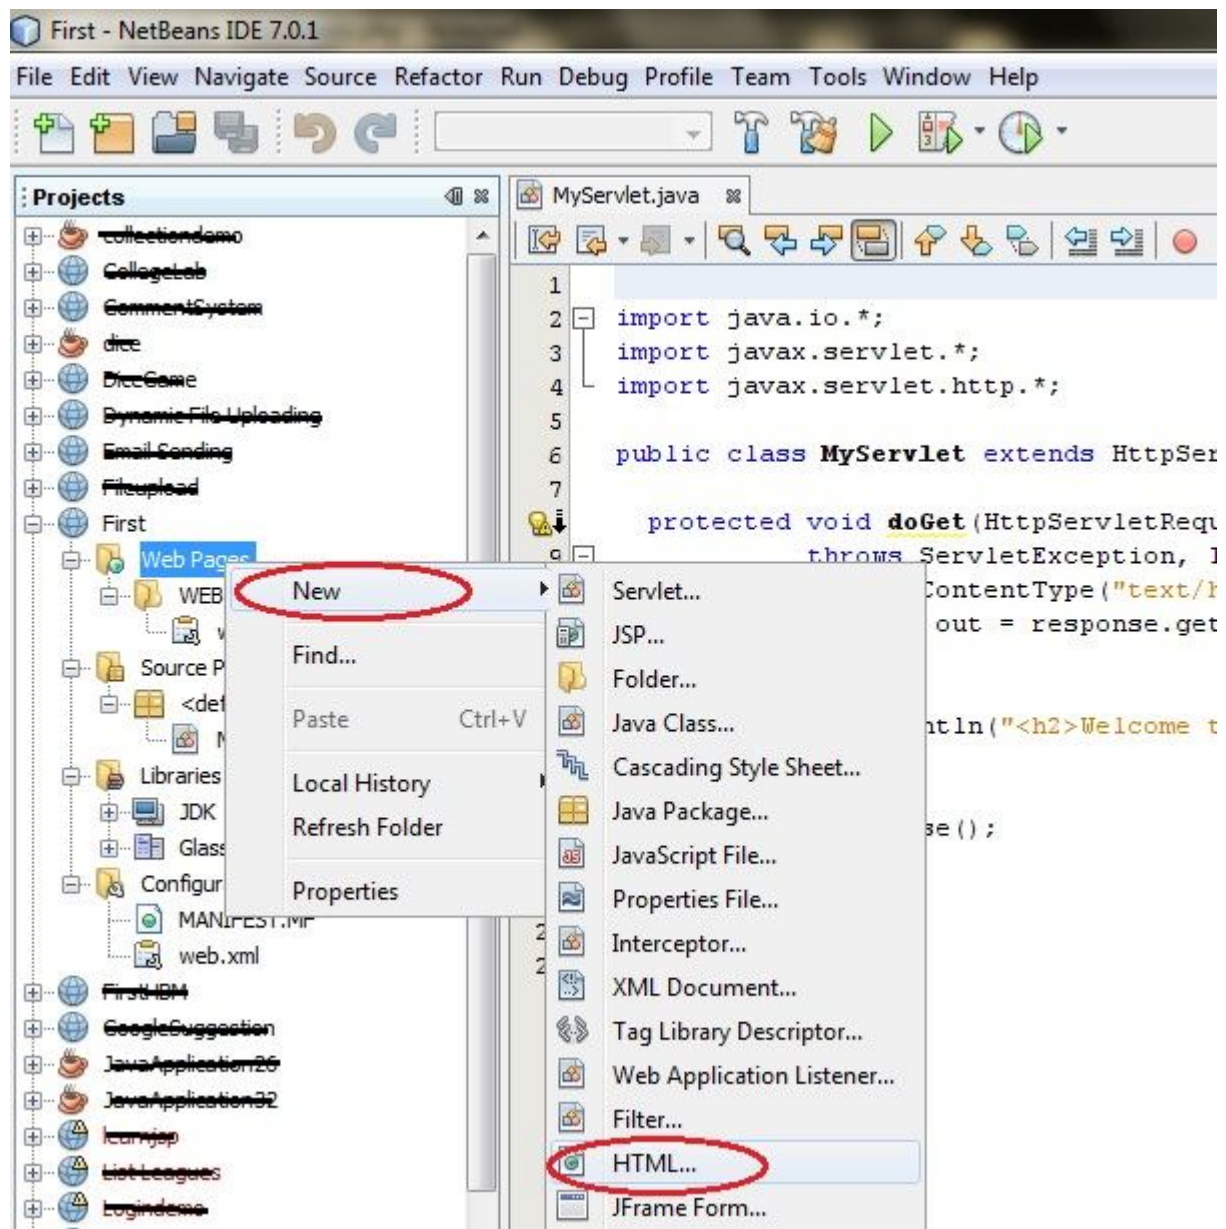 First - NetBeans IDE 7.0.1
File Edit View Navigate Source Refactor Run Debug Profile Team Tools Window Help
Projects
MyServlet.java
collectiondemo
CollegeLab
CommentSystem
dice
DiceGame
Dynamic File Uploading
Email Sending
Fileupload
First
Web Pages
WEB
Source P
<def
Libraries
JDK
Glass
Configur
MANIFEST.MF
web.xml
FirstHBM
GoogleSuggestion
JavaApplication26
JavaApplication32
learnjsp
List Leagues
Logindemo
New
Find...
Paste Ctrl+V
Local History
Refresh Folder
Properties
Servlet...
JSP...
Folder...
Java Class...
Cascading Style Sheet...
Java Package...
JavaScript File...
Properties File...
Interceptor...
XML Document...
Tag Library Descriptor...
Web Application Listener...
Filter...
HTML...
JFrame Form...
1
2 import java.io.*;
3 import javax.servlet.*;
4 import javax.servlet.http.*;
5
6 public class MyServlet extends HttpSer
7
protected void doGet(HttpServletRequ
9 throws ServletException, I
ContentType("text/h
out = response.get
ntln("<h2>Welcome t
se();